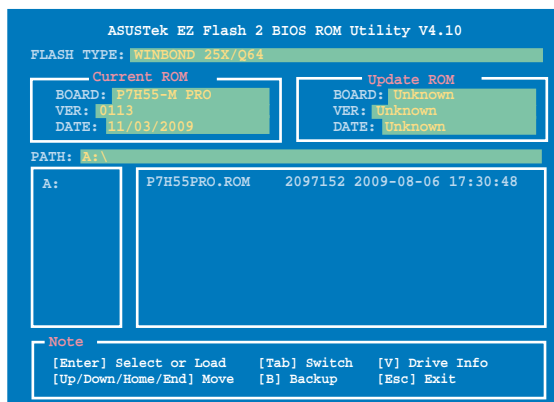 ASUSTek EZ Flash 2 BIOS ROM Utility V4.10
FLASH TYPE: WINBOND 25X/Q64
Current ROM
BOARD: P7H55-M PRO
VER: 0113
DATE: 11/03/2009
Update ROM
BOARD: Unknown
VER: Unknown
DATE: Unknown
PATH: A:\
A:
P7H55PRO.ROM 2097152 2009-08-06 17:30:48
Note
[Enter] Select or Load [Tab] Switch [V] Drive Info
[Up/Down/Home/End] Move [B] Backup [Esc] Exit